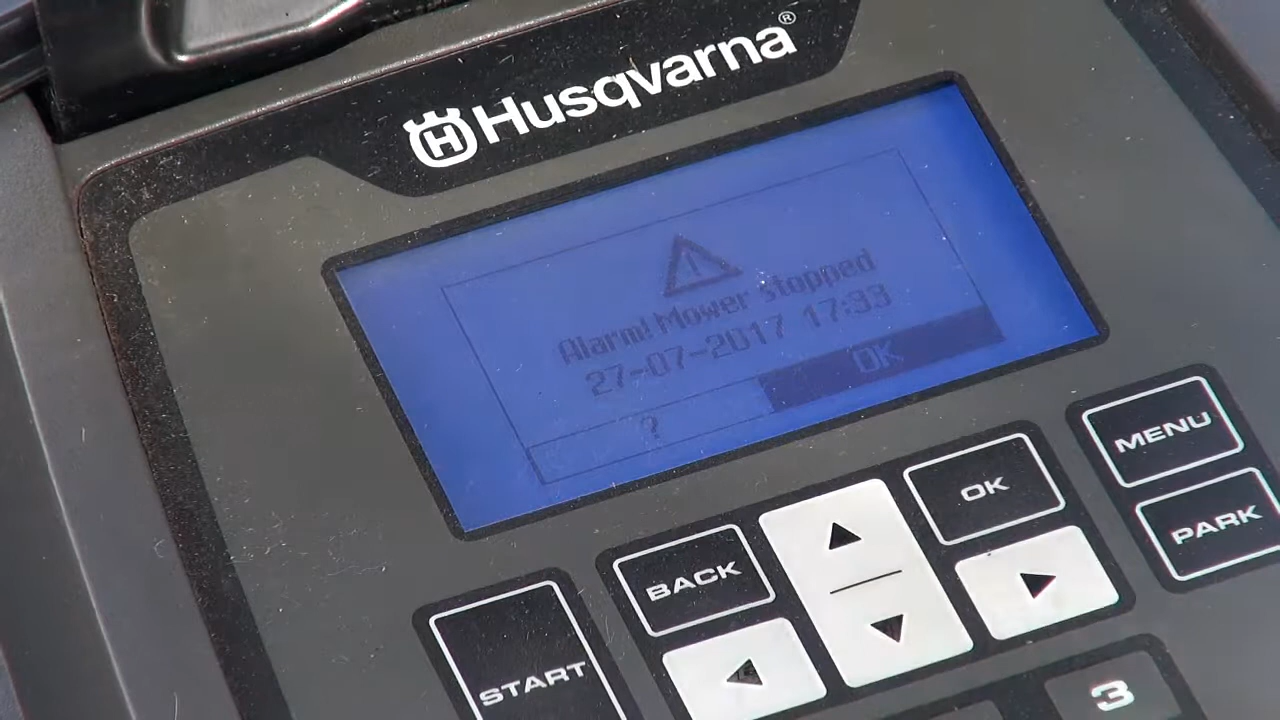 Husqvarna®
Alarm! Mower stopped
27-07-2017 17:33
? OK
MENU
OK
PARK
BACK
START
3